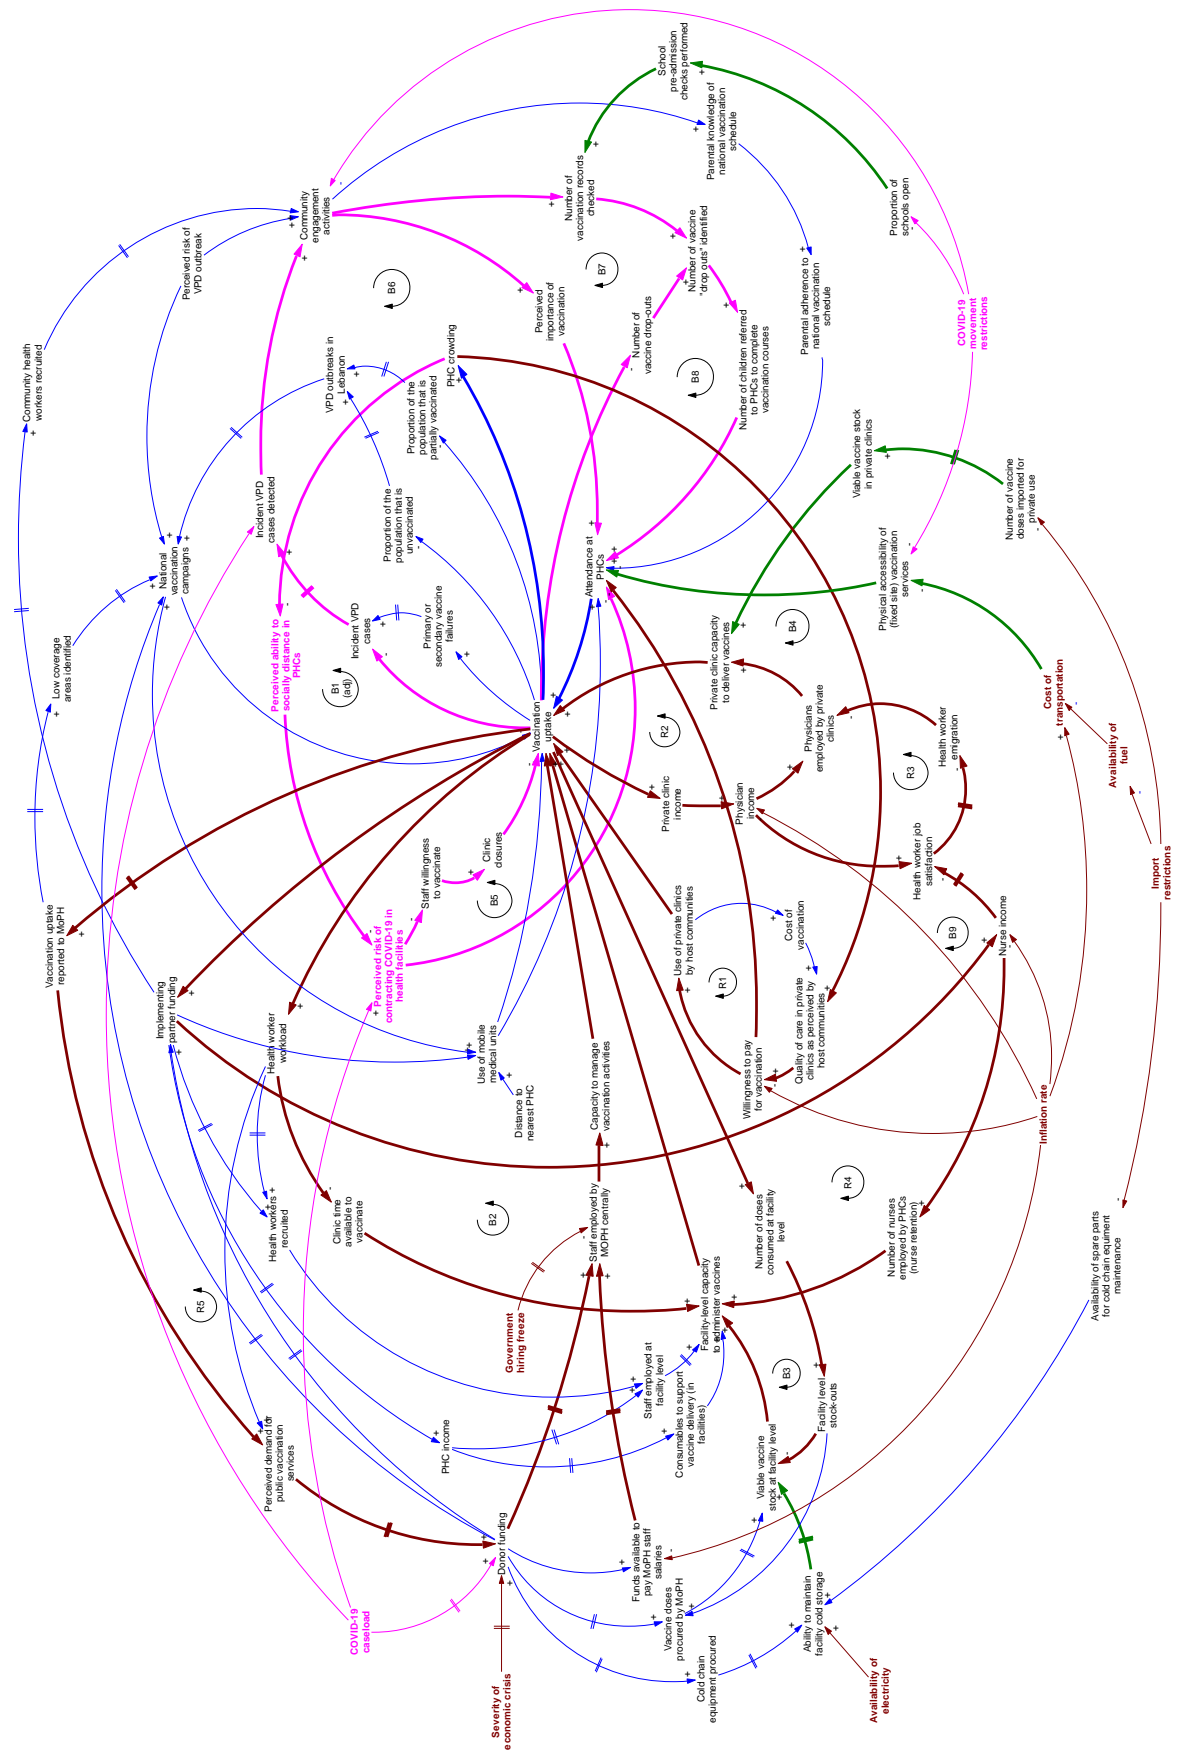 Community health
workers recruited
Low coverage
areas identified
Vaccination uptake
reported to MoPH
National
vaccination
campaigns
Perceived risk of
VPD outbreak
Implementing
partner funding
R5
Incident VPD
cases detected
Health worker
workload
Health workers
recruited
Perceived demand for
public vaccination
services
Perceived ability to
socially distance in
PHCs
Community
engagement
activities
B1
(adj)
VPD outbreaks in
Lebanon
Clinic time
available to
vaccinate
Incident VPD
cases
COVID-19
caseload
Perceived risk of
contracting COVID-19 in
health facilities
Proportion of the
population that is
unvaccinated
B6
Proportion of the
population that is
partially vaccinated
Staff willingness
to vaccinate
Primary or
secondary vaccine
failures
PHC income
PHC crowding
Use of mobile
medical units
Clinic
closures
B5
B2
Severity of
economic crisis
Donor funding
Government
hiring freeze
Distance to
nearest PHC
Vaccination
uptake
Perceived
importance of
vaccination
Staff employed by
MOPH centrally
Capacity to manage
vaccination activities
Attendance at
PHCs
Number of
vaccination records
checked
B7
Funds available to
pay MoPH staff
salaries
Staff employed at
facility level
Number of
vaccine drop-outs
R2
Private clinic
income
School
pre-admission
checks performed
Vaccine doses
procured by MoPH
Consumables to support
vaccine delivery (in
facilities)
Use of private clinics
by host communities
B8
Number of vaccine
"drop outs" identified
Cold chain
equipment procured
Facility-level capacity
to administer vaccines
Private clinic capacity
to deliver vaccines
Parental knowledge of
national vaccination
schedule
R1
Physician
income
Willingness to pay
for vaccination
Number of children referred
to PHCs to complete
vaccination courses
Number of doses
consumed at facility
level
Viable vaccine
stock at facility level
B3
Cost of
vaccination
B4
Quality of care in private
clinics as perceived by
host communities
Physicians
employed by private
clinics
Parental adherence to
national vaccination
schedule
Ability to maintain
facility cold storage
Facility level
stock-outs
R4
Viable vaccine stock
in private clinics
Availability of
electricity
Number of nurses
employed by PHCs
(nurse retention)
Physical accessibility of
(fixed site) vaccination
services
Proportion of
schools open
R3
Health worker job
satisfaction
Health worker
emigration
B9
COVID-19
movement
restrictions
Nurse income
Number of vaccine
doses imported for
private use
Inflation rate
Cost of
transportation
Availability of spare parts
for cold chain equiment
maintenance
Availability of
fuel
Import
restrictions